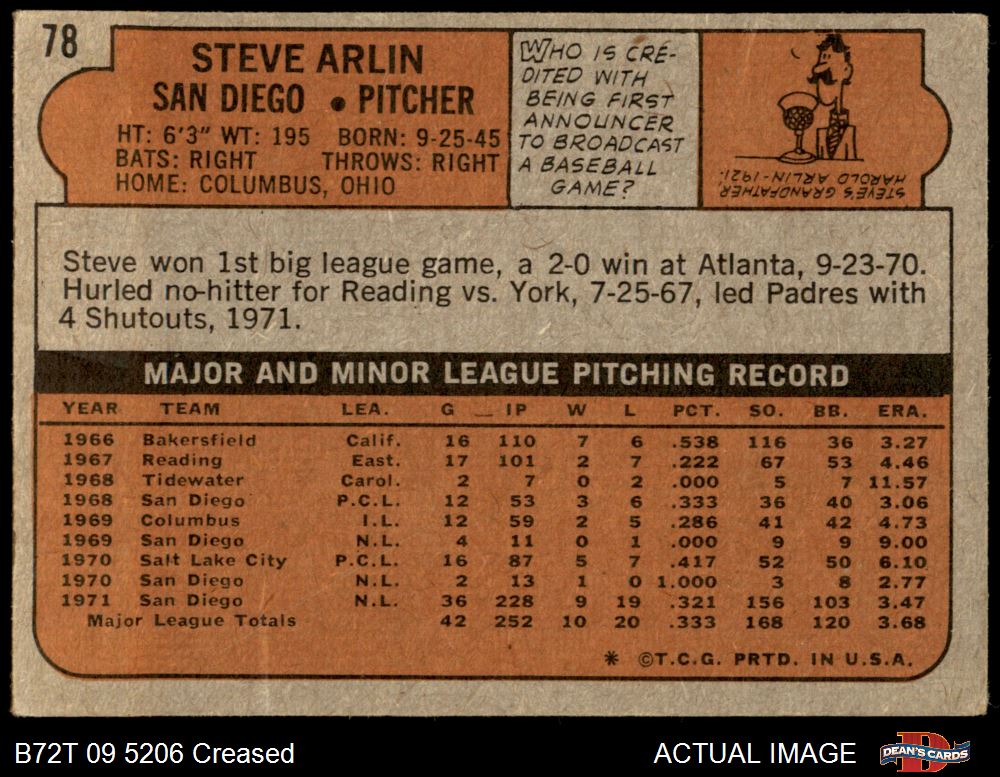 78
STEVE ARLIN
SAN DIEGO • PITCHER
HT: 6'3" WT: 195 BORN: 9-25-45
BATS: RIGHT THROWS: RIGHT
HOME: COLUMBUS, OHIO
WHO IS CRE-
DITED WITH
BEING FIRST
ANNOUNCER
TO BROADCAST
A BASEBALL
GAME?
STEVE'S GRANDFATHER
HAROLD ARLIN-1921.
Steve won 1st big league game, a 2-0 win at Atlanta, 9-23-70.
Hurled no-hitter for Reading vs. York, 7-25-67, led Padres with
4 Shutouts, 1971.
MAJOR AND MINOR LEAGUE PITCHING RECORD
YEAR TEAM LEA. G IP W L PCT. SO. BB. ERA.
1966 Bakersfield Calif. 16 110 7 6 .538 116 36 3.27
1967 Reading East. 17 101 2 7 .222 67 53 4.46
1968 Tidewater Carol. 2 7 0 2 .000 5 7 11.57
1968 San Diego P.C.L. 12 53 3 6 .333 36 40 3.06
1969 Columbus I.L. 12 59 2 5 .286 41 42 4.73
1969 San Diego N.L. 4 11 0 1 .000 9 9 9.00
1970 Salt Lake City P.C.L. 16 87 5 7 .417 52 50 6.10
1970 San Diego N.L. 2 13 1 0 1.000 3 8 2.77
1971 San Diego N.L. 36 228 9 19 .321 156 103 3.47
Major League Totals 42 252 10 20 .333 168 120 3.68
* ©T.C.G. PRTD. IN U.S.A.
B72T 09 5206 Creased
ACTUAL IMAGE
DEAN'S CARDS